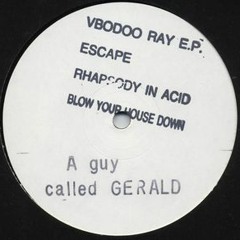 VBODOO RAY E.P.
ESCAPE
RHAPSODY IN ACID
BLOW YOUR HOUSE DOWN
A guy
called GERALD